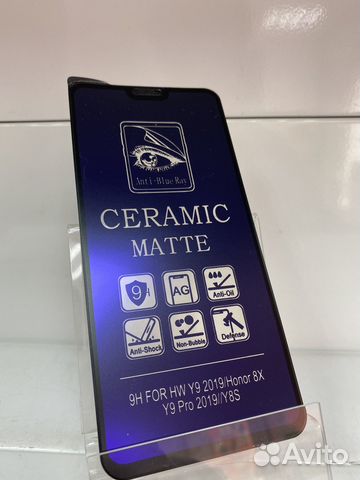 Anti-Blue Ray
CERAMIC
MATTE
9H
AG
Anti-Oil
Anti-Shock
Non-Bubble
Defense
9H FOR HW Y9 2019/Honor 8X
Y9 Pro 2019//Y8S
Avito